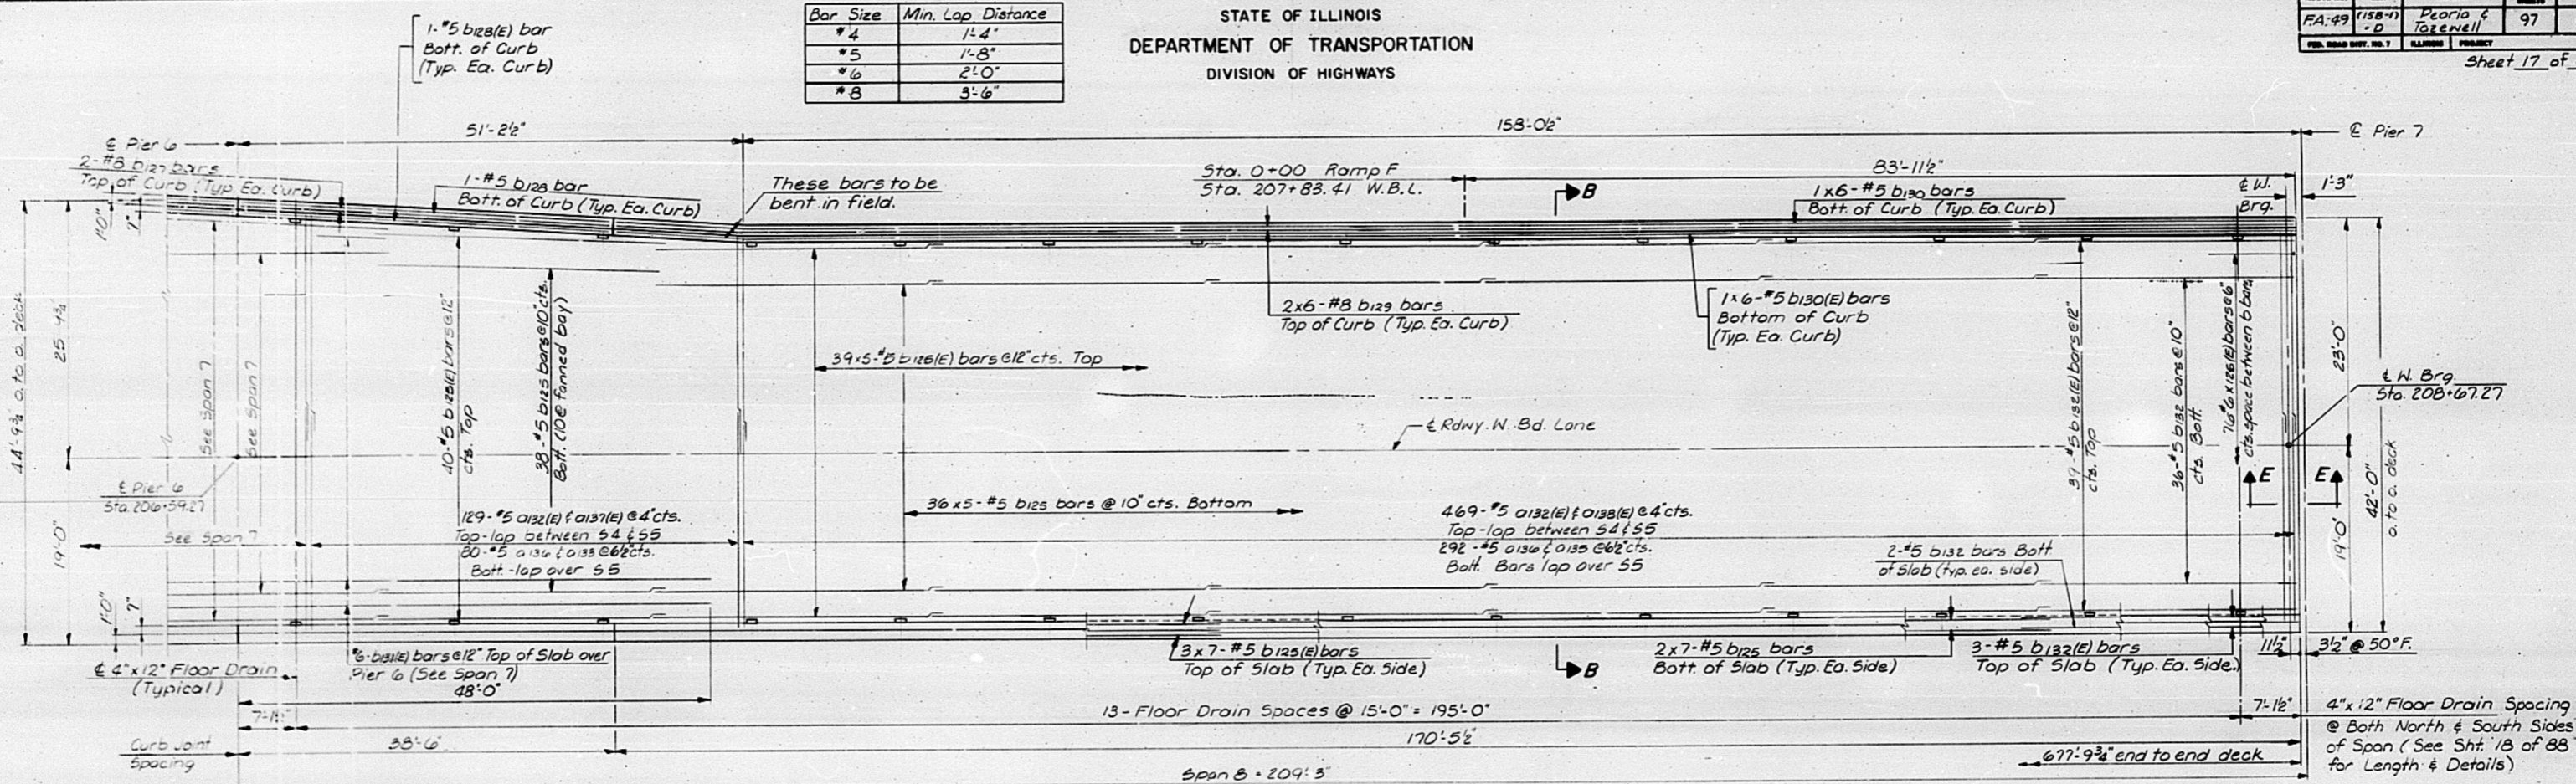 1-#5 b128(E) bar
Bott. of Curb
(Typ. Ea. Curb)
Bar Size Min. Lap Distance
#4 1'-4"
#5 1'-8"
#6 2'-0"
#8 3'-6"
STATE OF ILLINOIS
DEPARTMENT OF TRANSPORTATION
DIVISION OF HIGHWAYS
F.A. 49 (158-1)-D Peoria & Tazewell 97
FED. ROAD DIST. NO. 7 ILLINOIS PROJECT
Sheet 17 of
51'-2½"
158'-0½"
℄ Pier 6
℄ Pier 7
2-#8 b127 bars
Top of Curb (Typ. Ea. Curb)
1-#5 b128 bar
Bott. of Curb (Typ. Ea. Curb)
These bars to be
bent in field.
Sta. 0+00 Ramp F
Sta. 207+83.41 W.B.L.
B
83'-11½"
1x6-#5 b130 bars
Bott. of Curb (Typ. Ea. Curb)
℄ W.
Brg.
1'-3"
1'-0"
7"
44'-9¾" o. to o. deck
25'-4¾"
19'-0"
See Span 7
See Span 7
40-#5 b128(E) bars @ 12"
cts. Top
38-#5 b125 bars @ 10" cts.
Bott. (10 @ fanned bay)
2x6-#8 b129 bars
Top of Curb (Typ. Ea. Curb)
1x6-#5 b130(E) bars
Bottom of Curb
(Typ. Ea. Curb)
39x5-#5 b125(E) bars @ 12" cts. Top
℄ Rdwy. W. Bd. Lane
39-#5 b132(E) bars @ 12"
cts. Top
36-#5 b132 bars @ 10"
cts. Bott.
cts. space between b bars
23'-0"
42'-0"
o. to o. deck
19'-0"
℄ W. Brg.
Sta. 208+67.27
E E
℄ Pier 6
Sta. 206+59.27
See Span 7
129-#5 a132(E) & a137(E) @ 4" cts.
Top-lap between S4 & S5
80-#5 a136 & a133 @ 6½" cts.
Bott.-lap over S5
36x5-#5 b125 bars @ 10" cts. Bottom
469-#5 a132(E) & a138(E) @ 4" cts.
Top-lap between S4 & S5
292-#5 a136 & a135 @ 6½" cts.
Bott. Bars lap over S5
2-#5 b132 bars Bott
of Slab (typ. ea. side)
1'-0"
7"
℄ 4"x12" Floor Drain
(Typical)
#6-b131(E) bars @ 12" Top of Slab over
Pier 6 (See Span 7)
48'-0"
3x7-#5 b125(E) bars
Top of Slab (Typ. Ea. Side)
B
2x7-#5 b125 bars
Bott. of Slab (Typ. Ea. Side)
3-#5 b132(E) bars
Top of Slab (Typ. Ea. Side)
11½"
3½" @ 50°F.
7'-1½"
13-Floor Drain Spaces @ 15'-0" = 195'-0"
7'-1½"
4"x12" Floor Drain Spacing
@ Both North & South Sides
of Span (See Sht. 18 of 88
for Length & Details)
Curb Joint
Spacing
38'-6"
170'-5½"
677'-9¾" end to end deck
Span 8 = 209'-3"